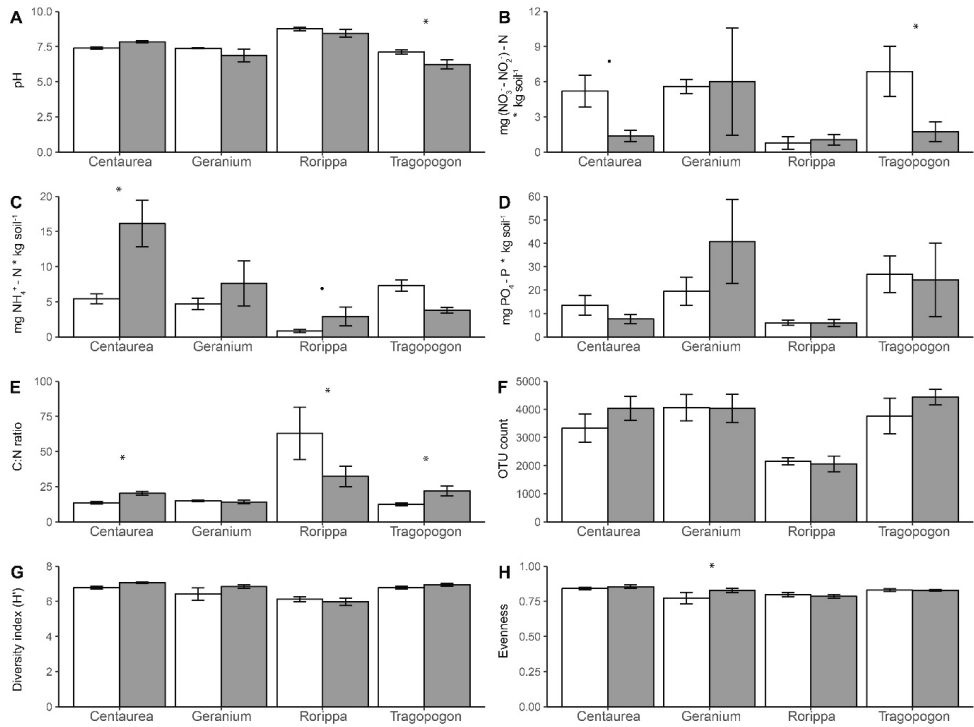 A
*
pH
10.0
7.5
5.0
2.5
0.0
Centaurea Geranium Rorippa Tragopogon
B
•
*
mg (NO₃⁻ - NO₂⁻) - N
* kg soil⁻¹
12
9
6
3
0
Centaurea Geranium Rorippa Tragopogon
C
*
•
mg NH₄⁺ - N * kg soil⁻¹
20
15
10
5
0
Centaurea Geranium Rorippa Tragopogon
D
mg PO₄ - P * kg soil⁻¹
60
50
40
30
20
10
0
Centaurea Geranium Rorippa Tragopogon
E
*
*
*
C:N ratio
100
75
50
25
0
Centaurea Geranium Rorippa Tragopogon
F
OTU count
5000
4000
3000
2000
1000
0
Centaurea Geranium Rorippa Tragopogon
G
Diversity index (H')
8
6
4
2
0
Centaurea Geranium Rorippa Tragopogon
H
*
Evenness
1.00
0.75
0.50
0.25
0.00
Centaurea Geranium Rorippa Tragopogon